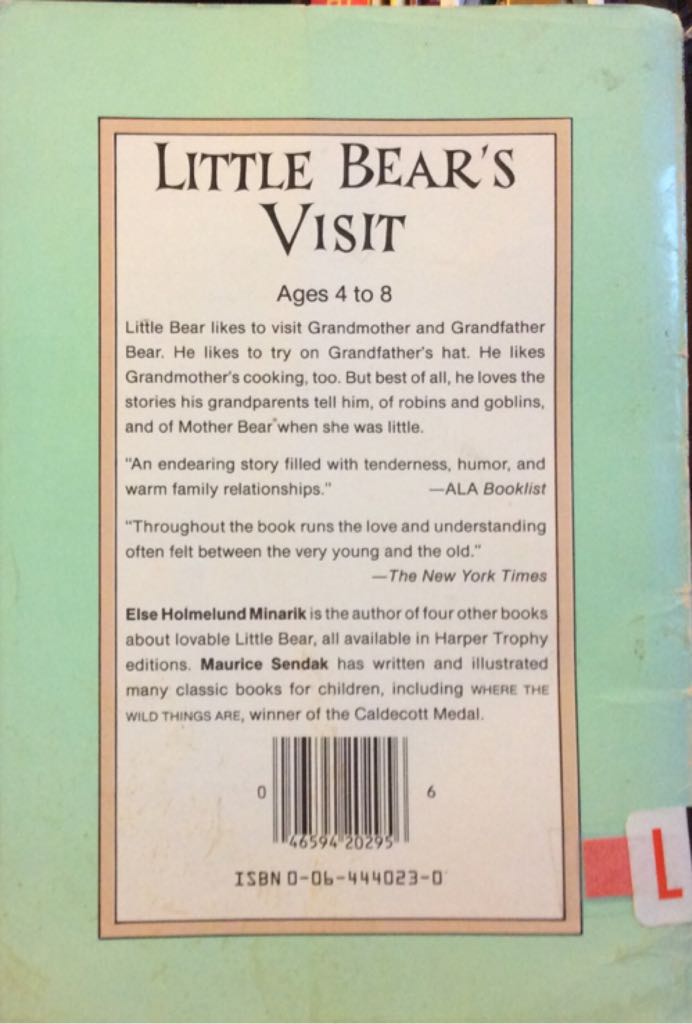 LITTLE BEAR'S
VISIT
Ages 4 to 8
Little Bear likes to visit Grandmother and Grandfather
Bear. He likes to try on Grandfather's hat. He likes
Grandmother's cooking, too. But best of all, he loves the
stories his grandparents tell him, of robins and goblins,
and of Mother Bear when she was little.
"An endearing story filled with tenderness, humor, and
warm family relationships." —ALA Booklist
"Throughout the book runs the love and understanding
often felt between the very young and the old."
—The New York Times
Else Holmelund Minarik is the author of four other books
about lovable Little Bear, all available in Harper Trophy
editions. Maurice Sendak has written and illustrated
many classic books for children, including WHERE THE
WILD THINGS ARE, winner of the Caldecott Medal.
0 46594 20295 6
ISBN 0-06-444023-0
L